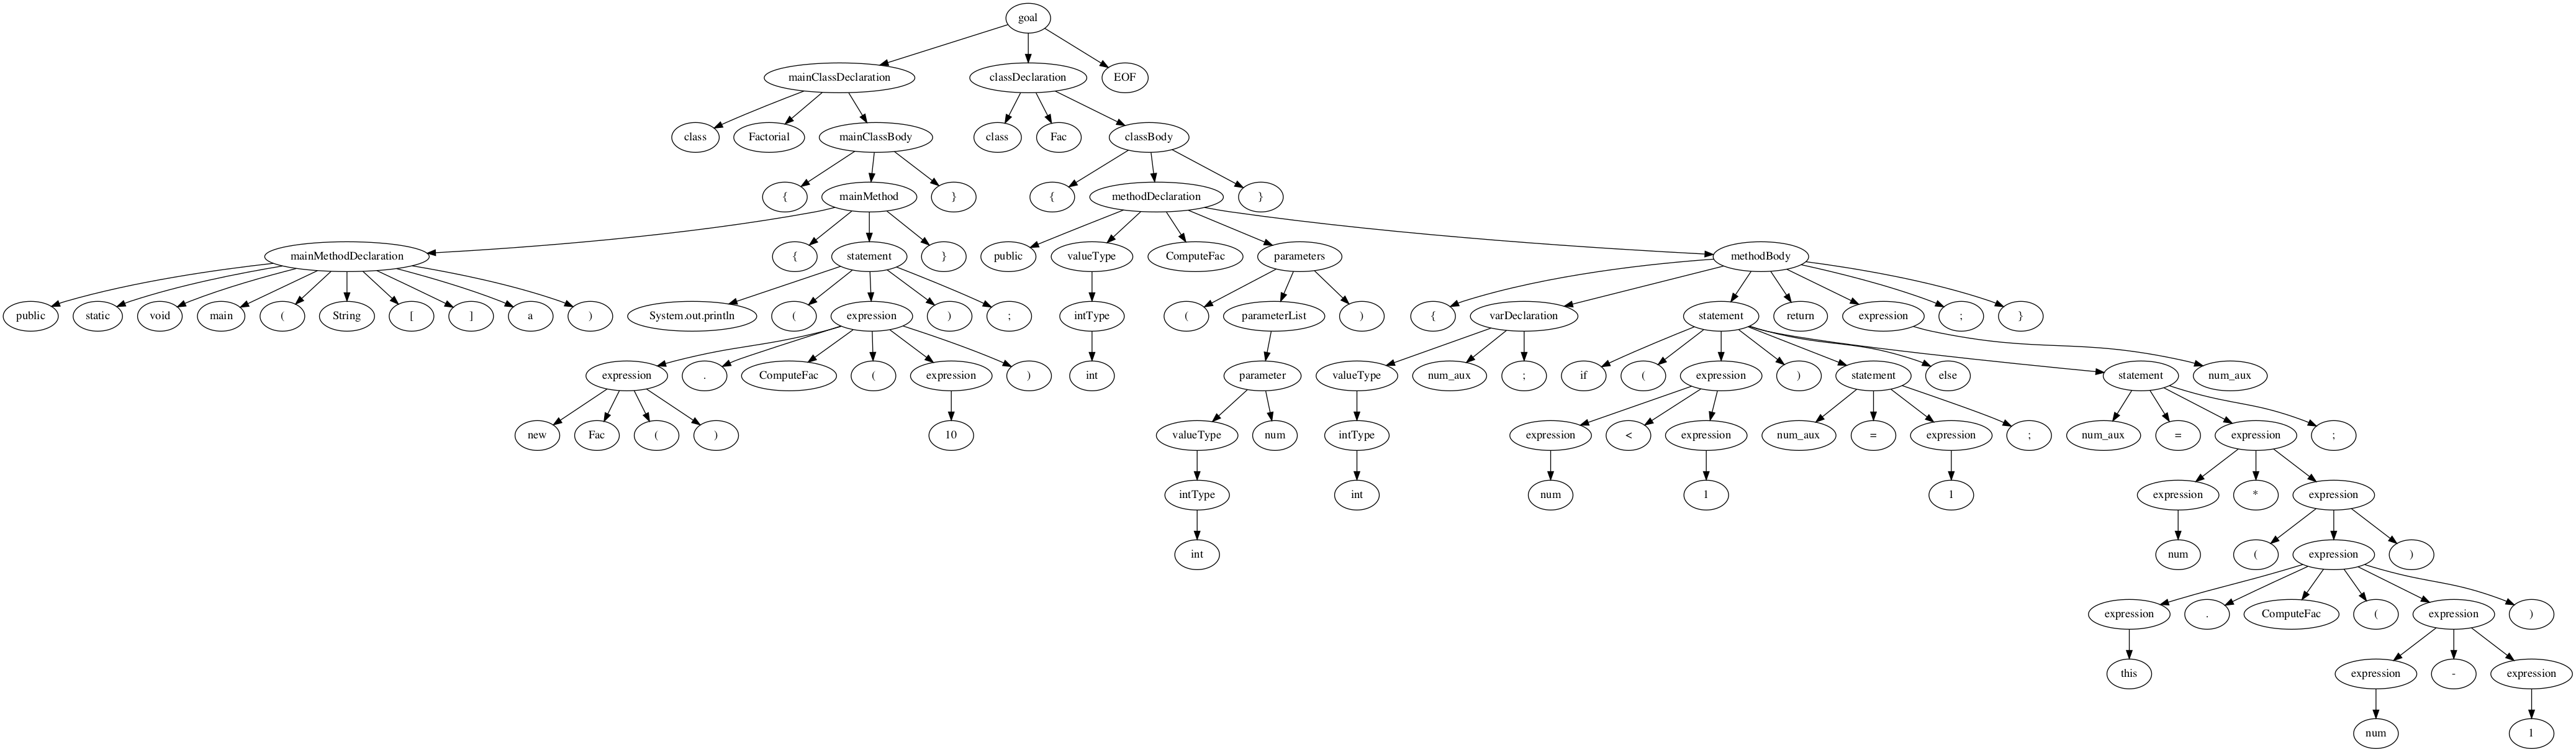 goal
mainClassDeclaration classDeclaration EOF
class Factorial mainClassBody class Fac classBody
{ mainMethod } { methodDeclaration }
mainMethodDeclaration { statement } public valueType ComputeFac parameters methodBody
public static void main ( String [ ] a ) System.out.println ( expression ) ; intType ( parameterList ) { varDeclaration statement return expression ; }
expression . ComputeFac ( expression ) int parameter valueType num_aux ; if ( expression ) statement else statement num_aux
new Fac ( ) 10 valueType num intType expression < expression num_aux = expression ; num_aux = expression ;
intType int num 1 1 expression * expression
int num ( expression )
expression . ComputeFac ( expression )
this expression - expression
num 1